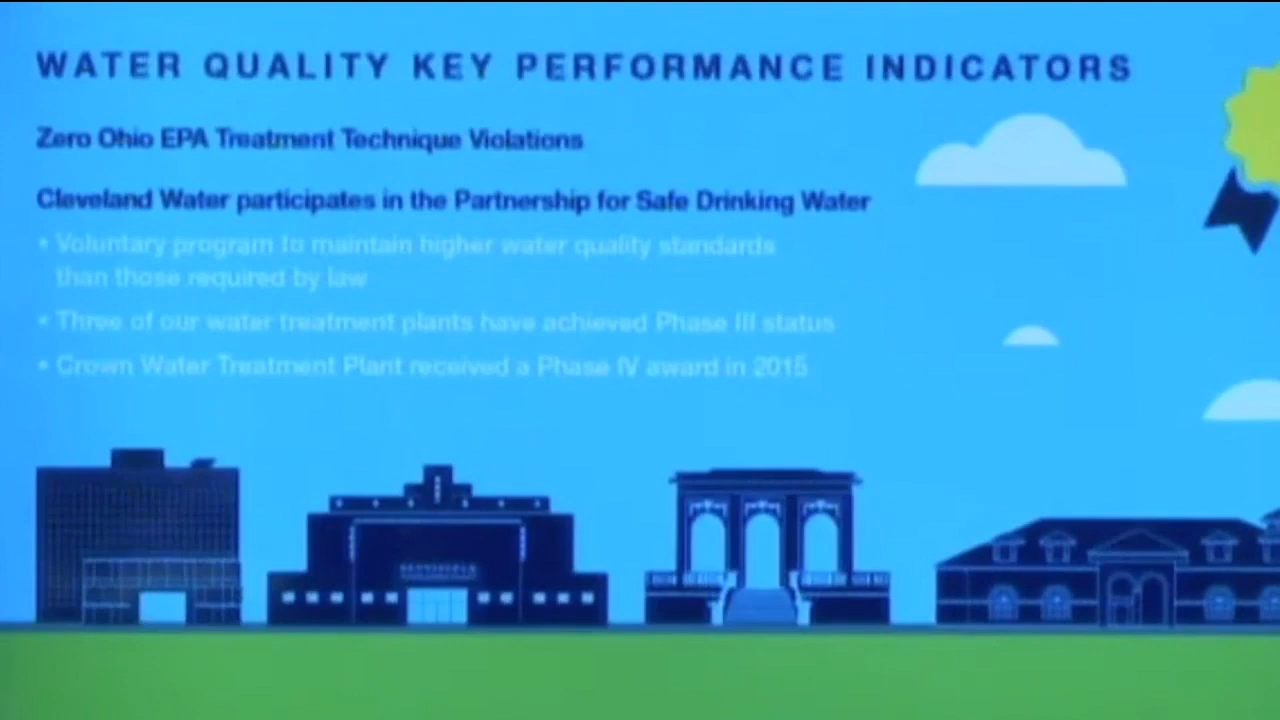 WATER QUALITY KEY PERFORMANCE INDICATORS
Zero Ohio EPA Treatment Technique Violations
Cleveland Water participates in the Partnership for Safe Drinking Water
• Voluntary program to maintain higher water quality standards
than those required by law
• Three of our water treatment plants have achieved Phase III status
• Crown Water Treatment Plant received a Phase IV award in 2015